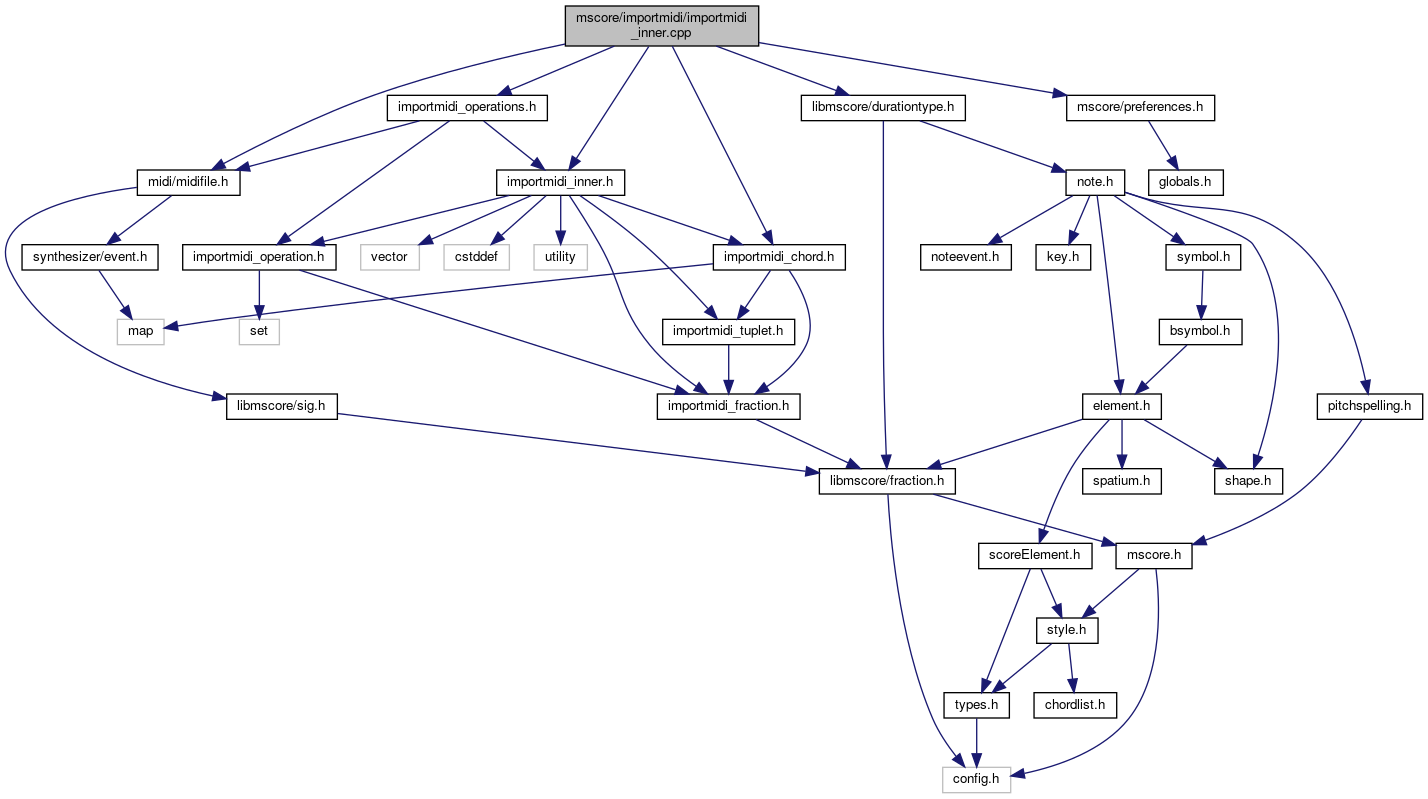 mscore/importmidi/importmidi
_inner.cpp
importmidi_operations.h
libmscore/durationtype.h
mscore/preferences.h
midi/midifile.h
importmidi_inner.h
note.h
globals.h
synthesizer/event.h
importmidi_operation.h
vector
cstddef
utility
importmidi_chord.h
noteevent.h
key.h
symbol.h
map
set
importmidi_tuplet.h
bsymbol.h
libmscore/sig.h
importmidi_fraction.h
element.h
pitchspelling.h
libmscore/fraction.h
spatium.h
shape.h
scoreElement.h
mscore.h
style.h
types.h
chordlist.h
config.h